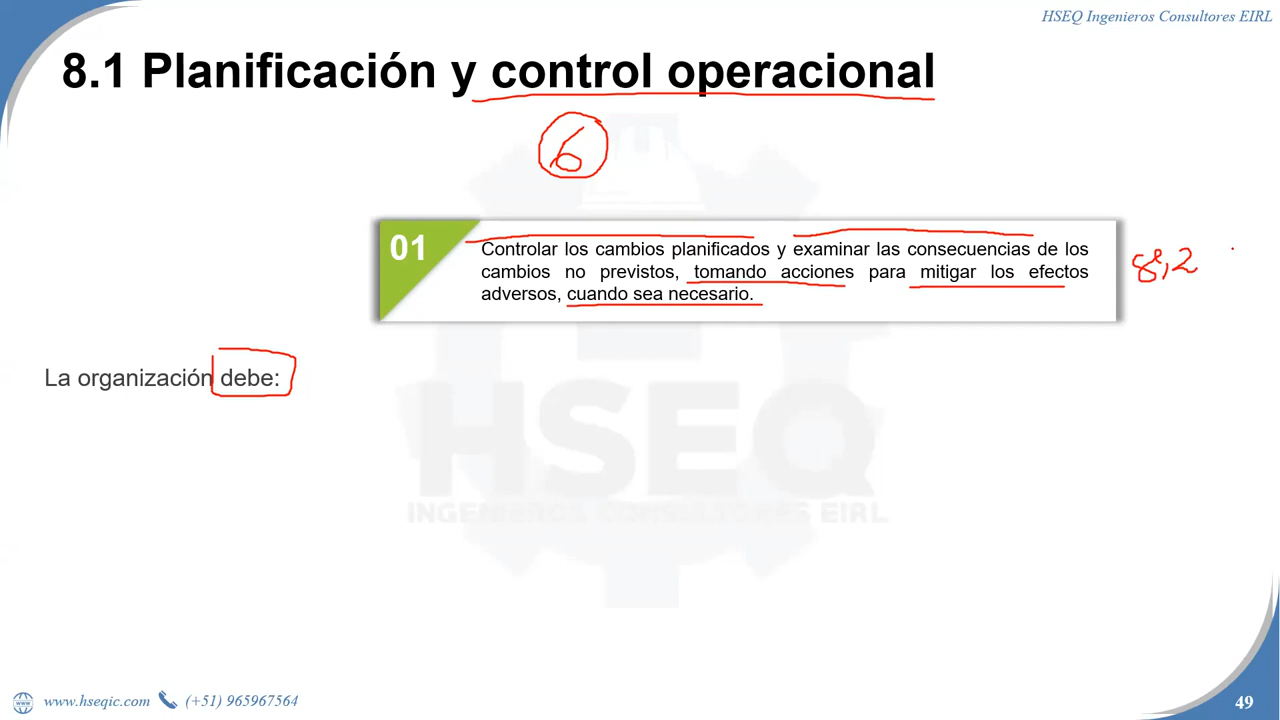 HSEQ Ingenieros Consultores EIRL
8.1 Planificación y control operacional
6
01
Controlar los cambios planificados y examinar las consecuencias de los
cambios no previstos, tomando acciones para mitigar los efectos
adversos, cuando sea necesario.
8,2
La organización debe:
HSEQ
INGENIEROS CONSULTORES EIRL
www.hseqic.com
(+51) 965967564
49